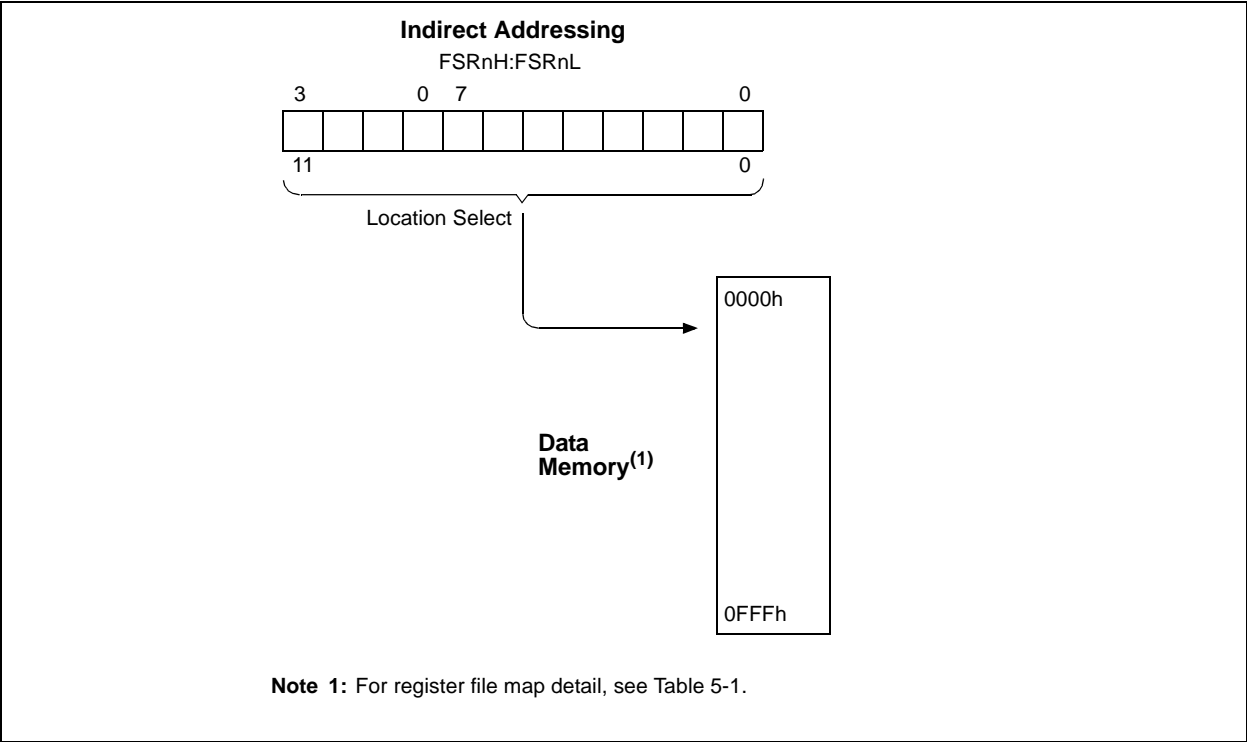 Indirect Addressing
FSRnH:FSRnL
3 0 7 0
11 0
Location Select
0000h
Data
Memory(1)
0FFFh
Note 1: For register file map detail, see Table 5-1.